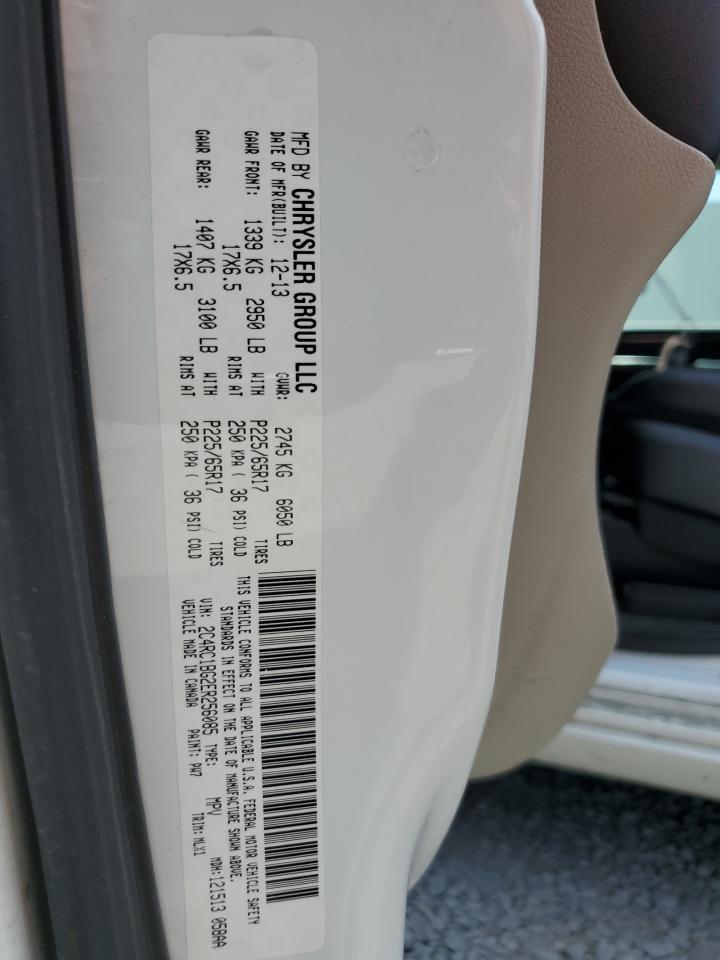 MFD BY CHRYSLER GROUP LLC
DATE OF MFR(BUILT): 12-13 GVWR: 2745 KG 6050 LB
GAWR FRONT: 1339 KG 2950 LB WITH P225/65R17 TIRES
17X6.5 RIMS AT 250 KPA ( 36 PSI) COLD
GAWR REAR: 1407 KG 3100 LB WITH P225/65R17 TIRES
17X6.5 RIMS AT 250 KPA ( 36 PSI) COLD
THIS VEHICLE CONFORMS TO ALL APPLICABLE U.S.A. FEDERAL MOTOR VEHICLE SAFETY
STANDARDS IN EFFECT ON THE DATE OF MANUFACTURE SHOWN ABOVE.
VIN: 2C4RC1BG2ER256085 TYPE: MPV MDH:121513 058AA
VEHICLE MADE IN CANADA PAINT: PW7 TRIM:MLX1